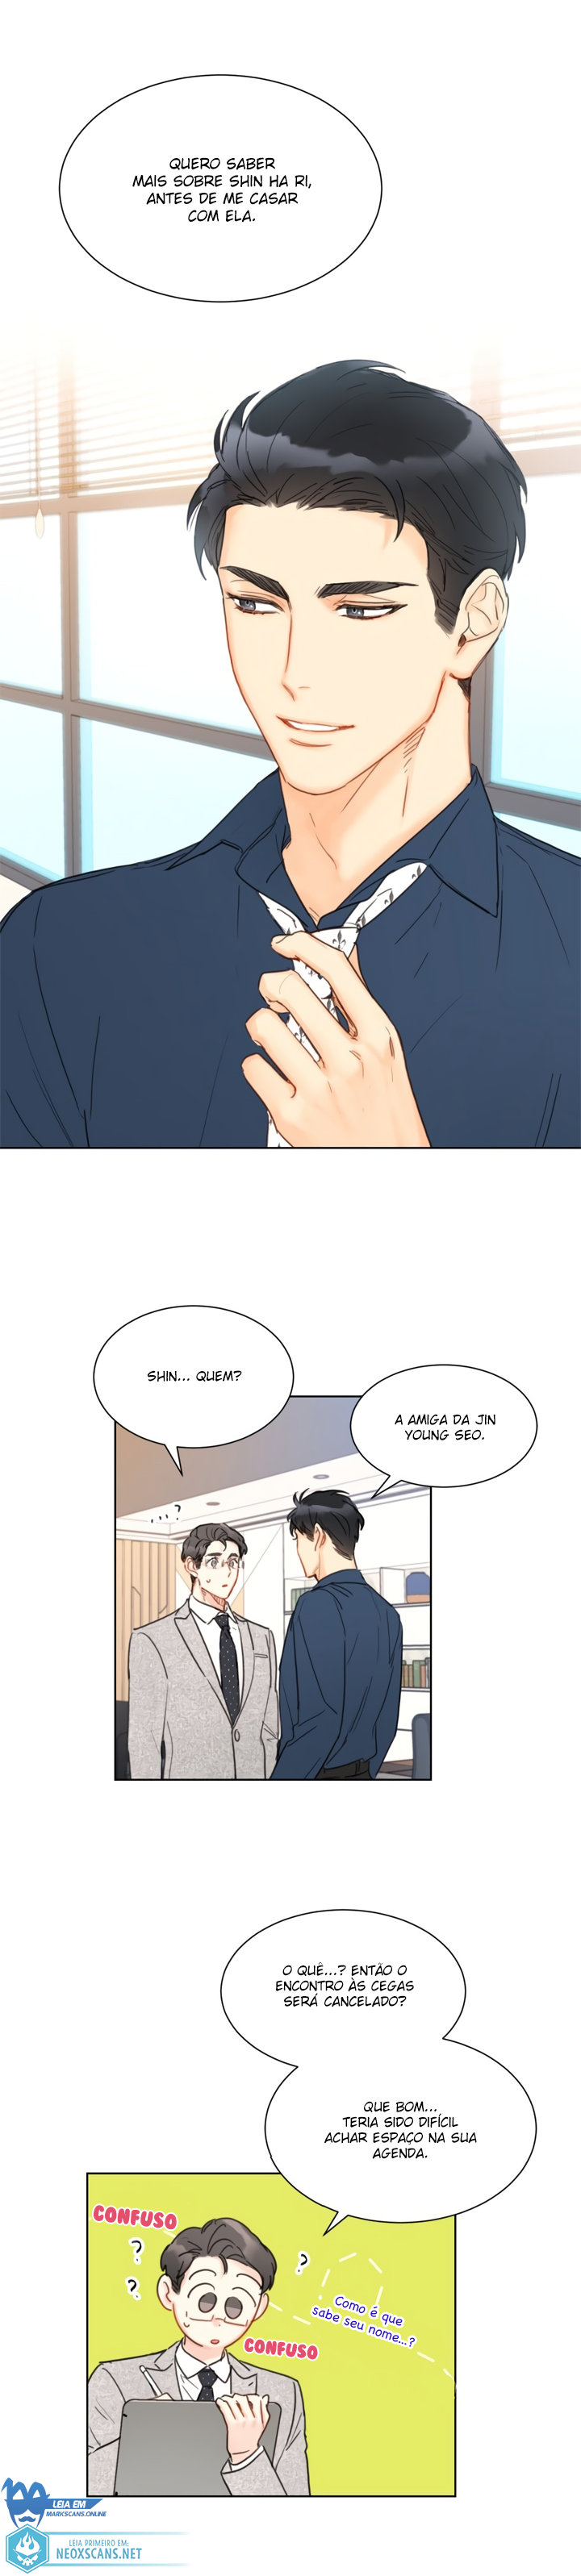 QUERO SABER
MAIS SOBRE SHIN HA RI,
ANTES DE ME CASAR
COM ELA.
SHIN... QUEM?
A AMIGA DA JIN
YOUNG SEO.
...?
O QUÊ...? ENTÃO O
ENCONTRO ÀS CEGAS
SERÁ CANCELADO?
QUE BOM...
TERIA SIDO DIFÍCIL
ACHAR ESPAÇO NA SUA
AGENDA.
CONFUSO
?
?
?
Como é que
sabe seu nome...?
CONFUSO
LEIA EM
MARKSCANS.ONLINE
LEIA PRIMEIRO EM:
NEOXSCANS.NET